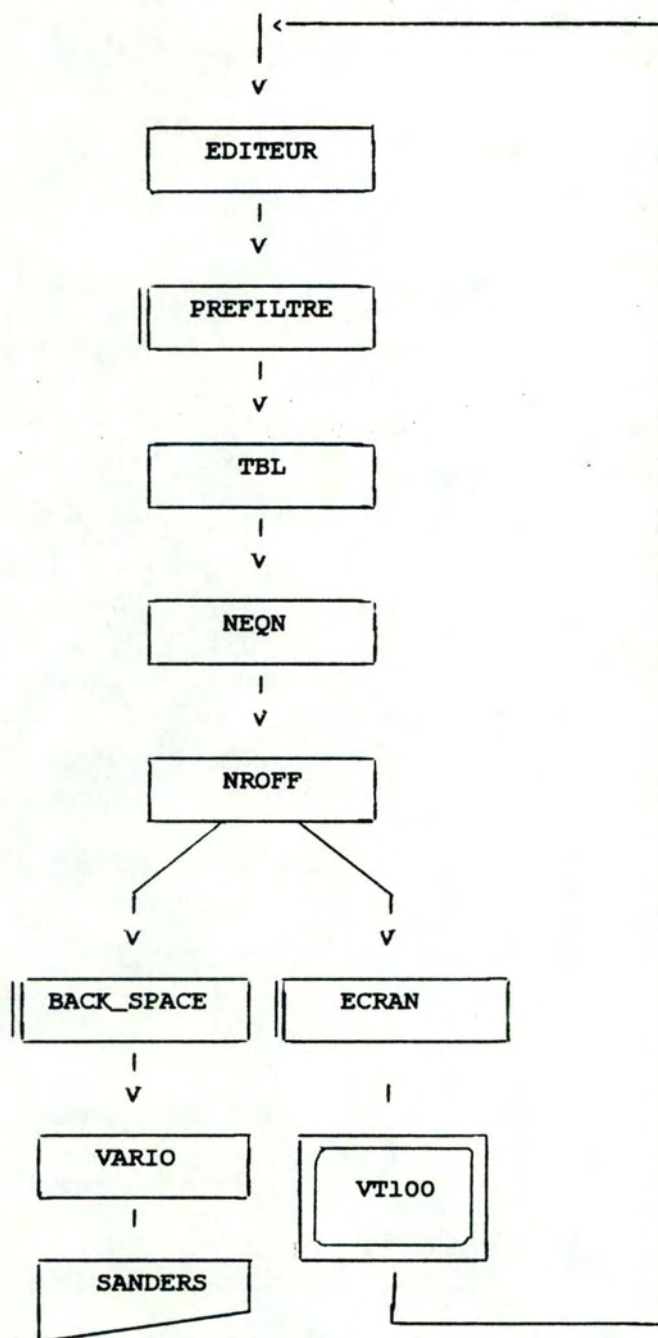 EDITEUR
PREFILTRE
TBL
NEQN
NROFF
BACK_SPACE ECRAN
VARIO VT100
SANDERS